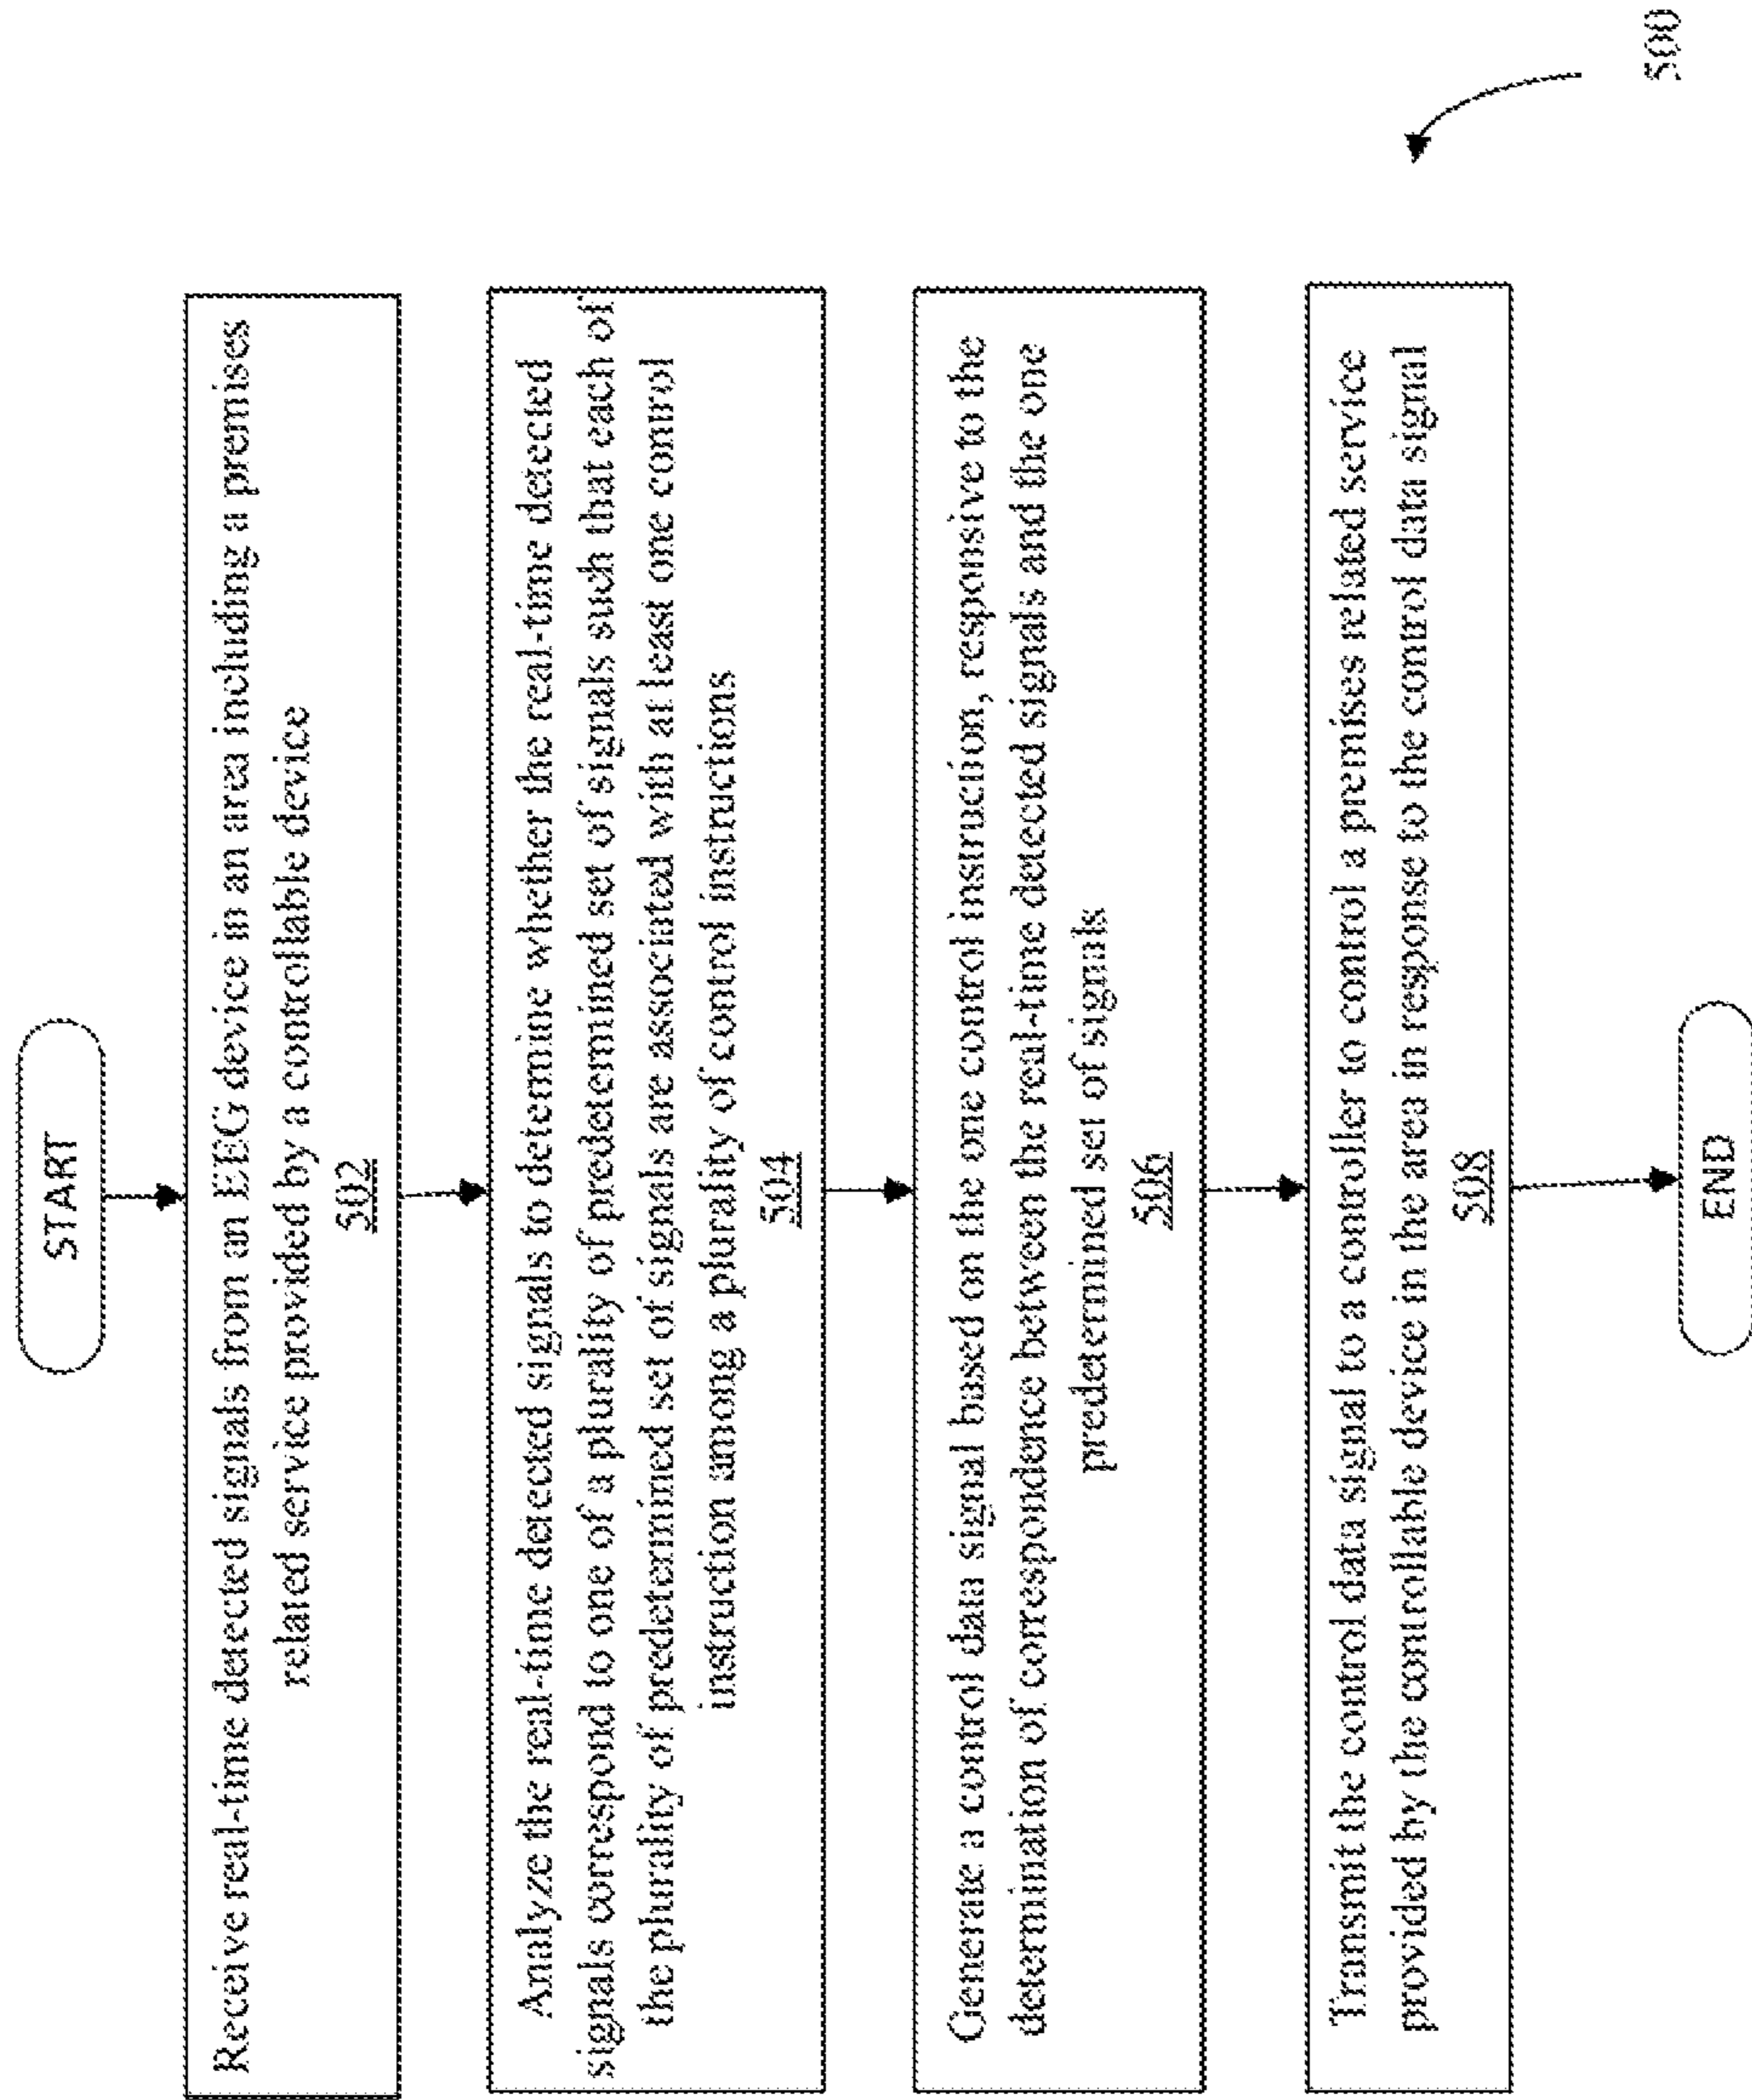 START
Receive real-time detected signals from an EEG device in an area including a premises
related service provided by a controllable device
502
Analyze the real-time detected signals to determine whether the real-time detected
signals correspond to one of a plurality of predetermined set of signals such that each of
the plurality of predetermined set of signals are associated with at least one control
instruction among a plurality of control instructions
504
Generate a control data signal based on the one control instruction, responsive to the
determination of correspondence between the real-time detected signals and the one
predetermined set of signals
506
Transmit the control data signal to a controller to control a premises related service
provided by the controllable device in the area in response to the control data signal
508
END
500